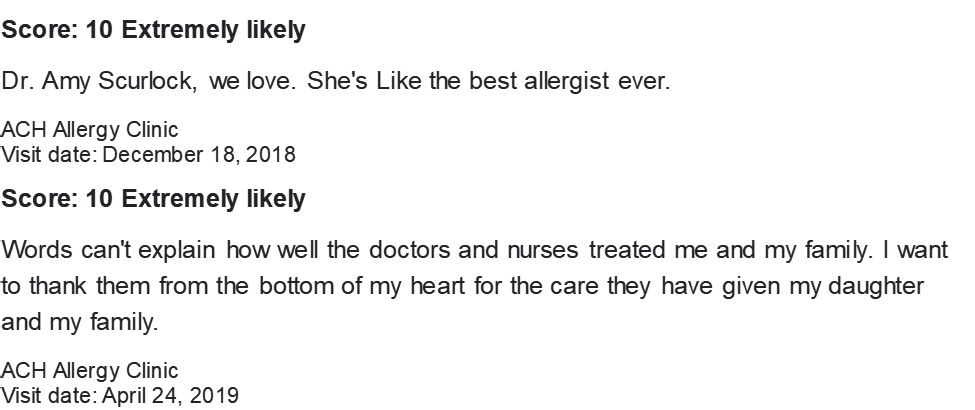 Score: 10 Extremely likely
Dr. Amy Scurlock, we love. She's Like the best allergist ever.
ACH Allergy Clinic
Visit date: December 18, 2018
Score: 10 Extremely likely
Words can't explain how well the doctors and nurses treated me and my family. I want
to thank them from the bottom of my heart for the care they have given my daughter
and my family.
ACH Allergy Clinic
Visit date: April 24, 2019